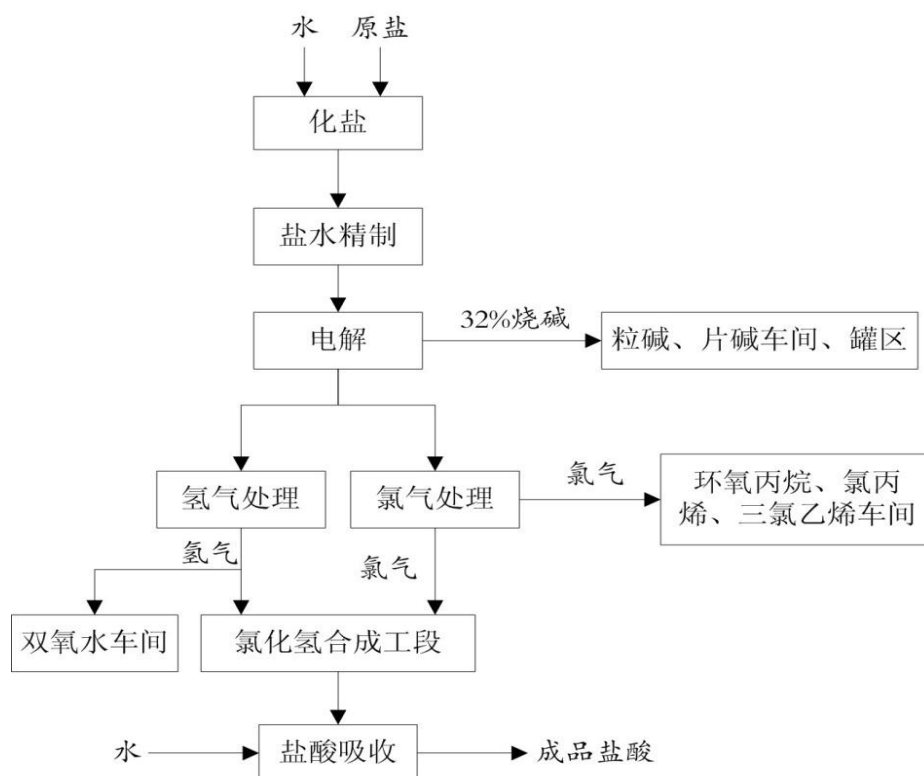 水 原盐
化盐
盐水精制
电解
32%烧碱
粒碱、片碱车间、罐区
氢气处理
氯气处理
氯气
环氧丙烷、氯丙
烯、三氯乙烯车间
氢气
氯气
双氧水车间
氯化氢合成工段
水
盐酸吸收
成品盐酸